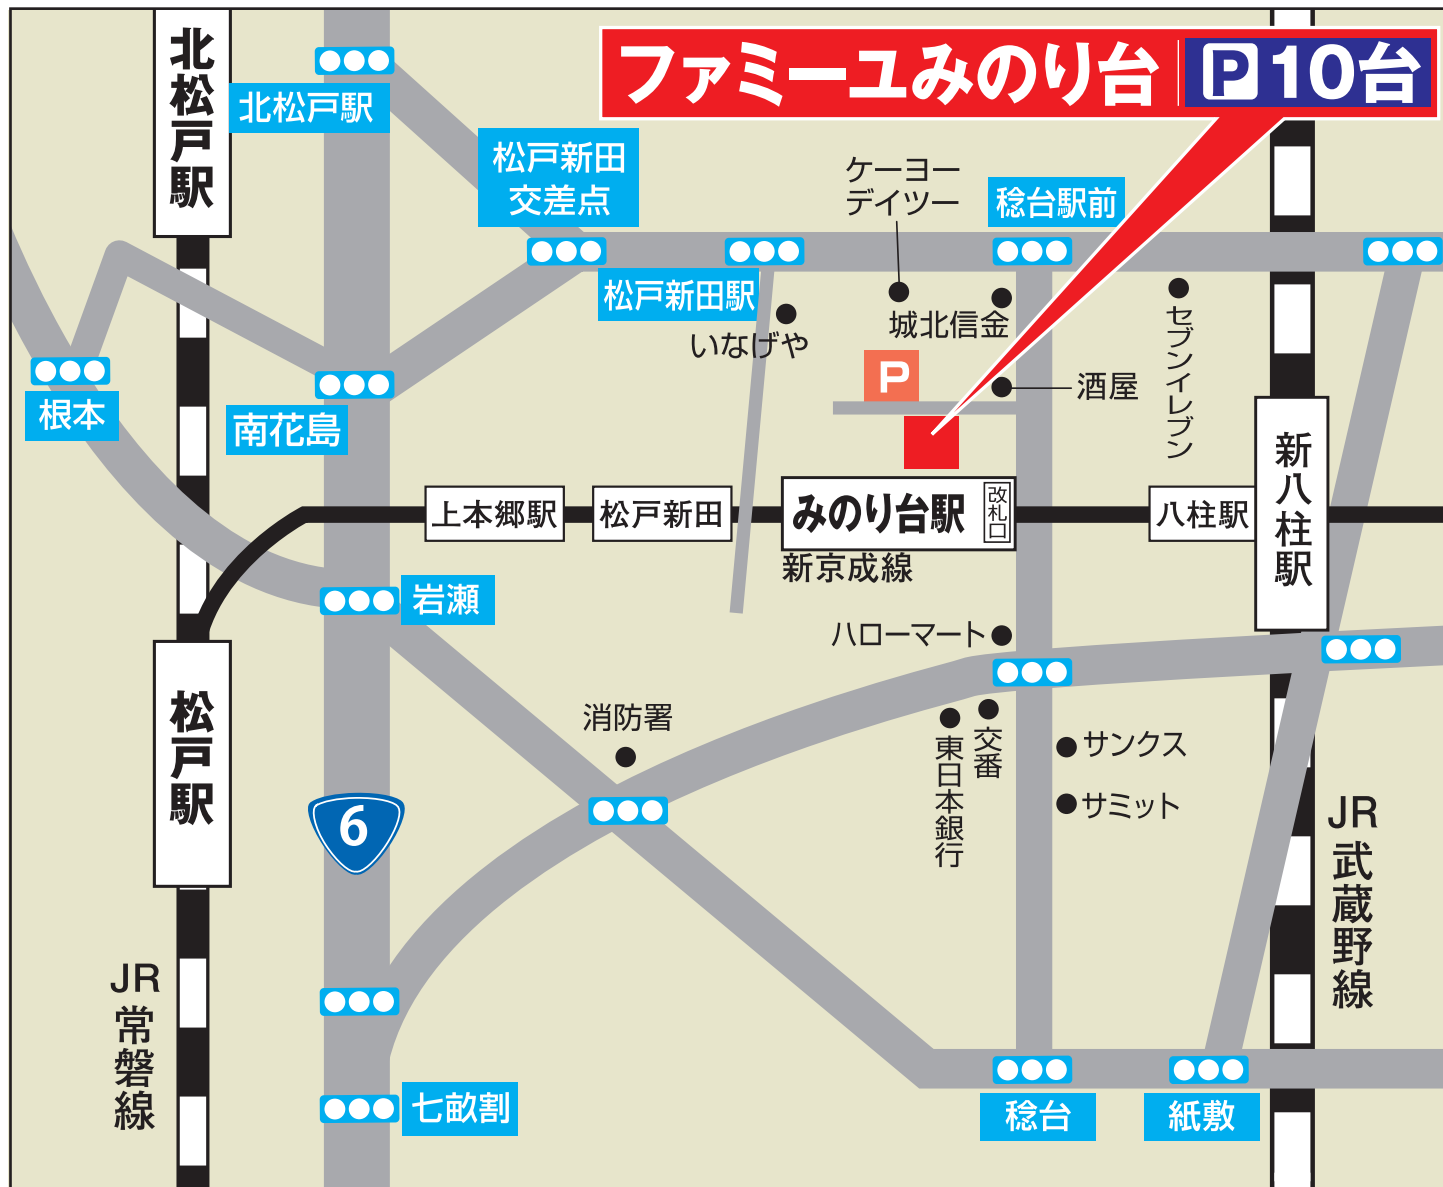 ファミーユみのり台 P10台
北松戸駅
北松戸駅
松戸新田
交差点
ケーヨー
デイツー
稔台駅前
松戸新田駅
いなげや
城北信金
セブンイレブン
P
酒屋
根本
南花島
新八柱駅
上本郷駅
松戸新田
みのり台駅
改札口
八柱駅
新京成線
岩瀬
ハローマート
松戸駅
消防署
交番
東日本銀行
サンクス
サミット
6
JR武蔵野線
JR常磐線
七畝割
稔台
紙敷